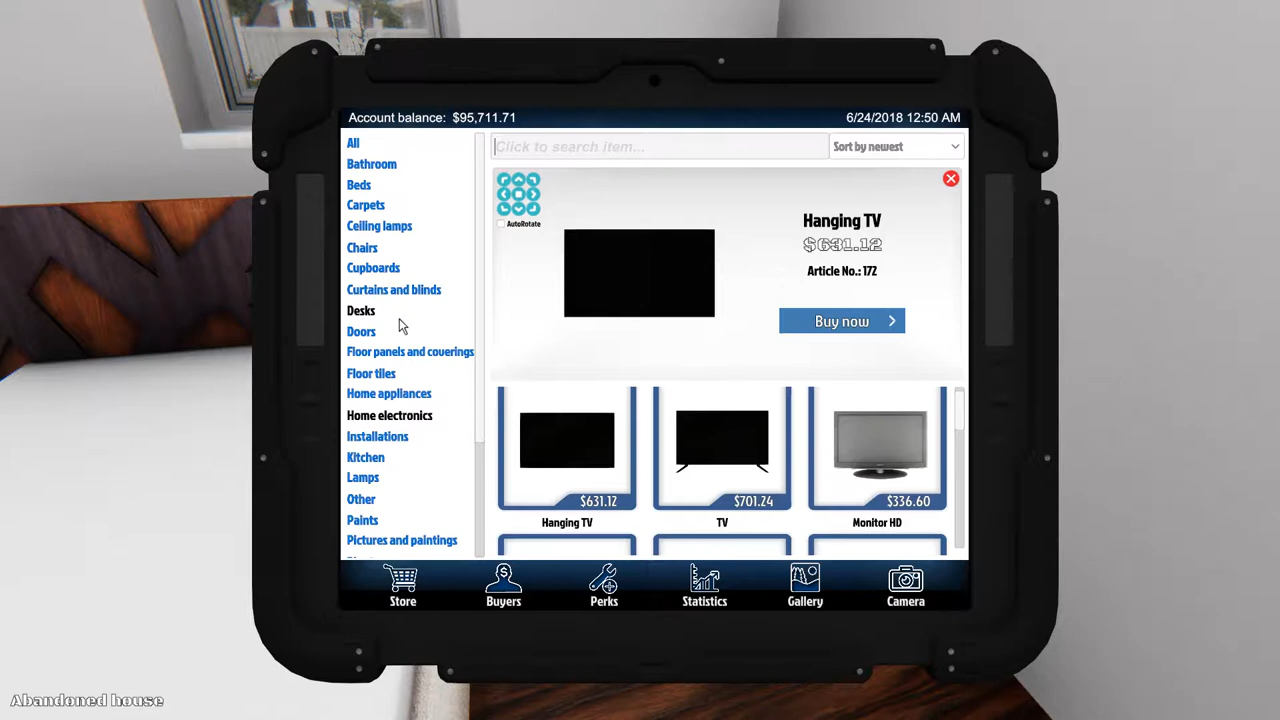 Account balance: $95,711.71
6/24/2018 12:50 AM
All
Bathroom
Beds
Carpets
Ceiling lamps
Chairs
Cupboards
Curtains and blinds
Desks
Doors
Floor panels and coverings
Floor tiles
Home appliances
Home electronics
Installations
Kitchen
Lamps
Other
Paints
Pictures and paintings
Click to search item...
Sort by newest
AutoRotate
Hanging TV
$631.12
Article No.: 172
Buy now
$631.12
Hanging TV
$701.24
TV
$336.60
Monitor HD
Store
Buyers
Perks
Statistics
Gallery
Camera
Abandoned house